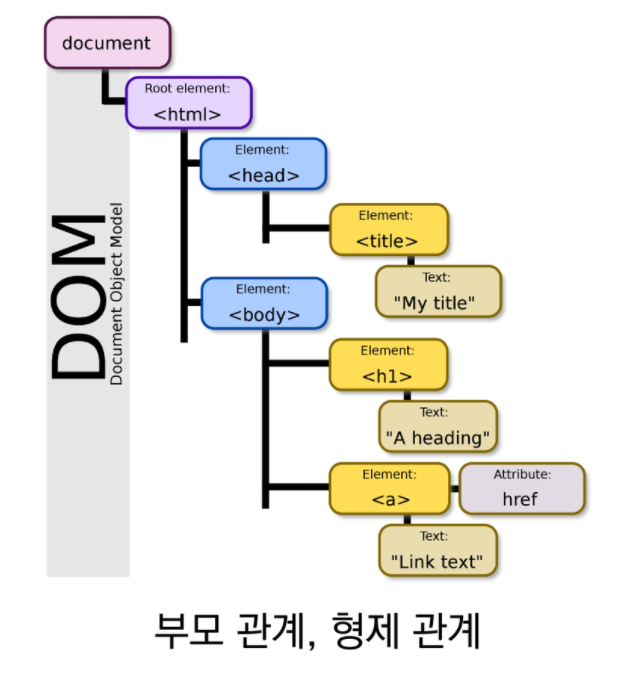 document
Root element:
<html>
Element:
<head>
Element:
<title>
Text:
"My title"
Element:
<body>
Element:
<h1>
Text:
"A heading"
Element:
<a>
Attribute:
href
Text:
"Link text"
DOM
Document Object Model
부모 관계, 형제 관계